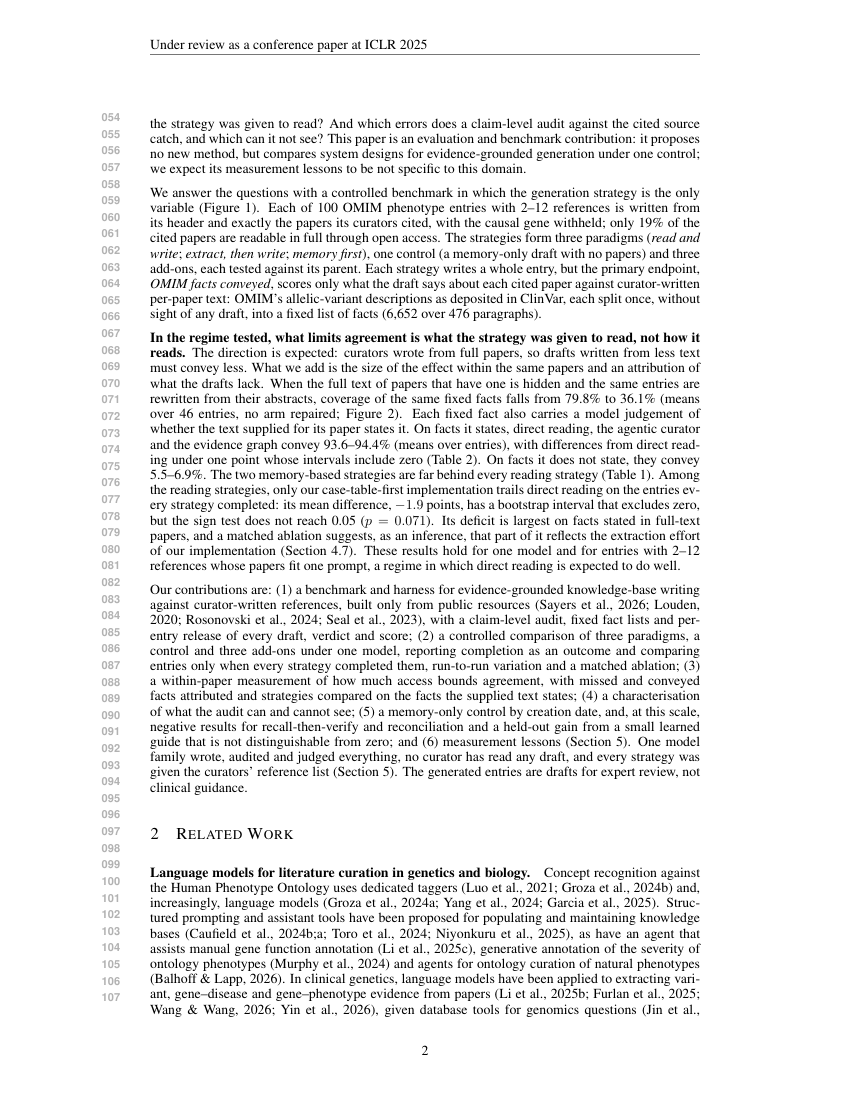 Under review as a conference paper at ICLR 2025
054
055
056
057
058
059
060
061
062
063
064
065
066
067
068
069
070
071
072
073
074
075
076
077
078
079
080
081
082
083
084
085
086
087
088
089
090
091
092
093
094
095
096
097
098
099
100
101
102
103
104
105
106
107
the strategy was given to read? And which errors does a claim-level audit against the cited source
catch, and which can it not see? This paper is an evaluation and benchmark contribution: it proposes
no new method, but compares system designs for evidence-grounded generation under one control;
we expect its measurement lessons to be not specific to this domain.
We answer the questions with a controlled benchmark in which the generation strategy is the only
variable (Figure 1). Each of 100 OMIM phenotype entries with 2–12 references is written from
its header and exactly the papers its curators cited, with the causal gene withheld; only 19% of the
cited papers are readable in full through open access. The strategies form three paradigms (read and
write; extract, then write; memory first), one control (a memory-only draft with no papers) and three
add-ons, each tested against its parent. Each strategy writes a whole entry, but the primary endpoint,
OMIM facts conveyed, scores only what the draft says about each cited paper against curator-written
per-paper text: OMIM's allelic-variant descriptions as deposited in ClinVar, each split once, without
sight of any draft, into a fixed list of facts (6,652 over 476 paragraphs).
In the regime tested, what limits agreement is what the strategy was given to read, not how it
reads. The direction is expected: curators wrote from full papers, so drafts written from less text
must convey less. What we add is the size of the effect within the same papers and an attribution of
what the drafts lack. When the full text of papers that have one is hidden and the same entries are
rewritten from their abstracts, coverage of the same fixed facts falls from 79.8% to 36.1% (means
over 46 entries, no arm repaired; Figure 2). Each fixed fact also carries a model judgement of
whether the text supplied for its paper states it. On facts it states, direct reading, the agentic curator
and the evidence graph convey 93.6–94.4% (means over entries), with differences from direct read-
ing under one point whose intervals include zero (Table 2). On facts it does not state, they convey
5.5–6.9%. The two memory-based strategies are far behind every reading strategy (Table 1). Among
the reading strategies, only our case-table-first implementation trails direct reading on the entries ev-
ery strategy completed: its mean difference, −1.9 points, has a bootstrap interval that excludes zero,
but the sign test does not reach 0.05 (p = 0.071). Its deficit is largest on facts stated in full-text
papers, and a matched ablation suggests, as an inference, that part of it reflects the extraction effort
of our implementation (Section 4.7). These results hold for one model and for entries with 2–12
references whose papers fit one prompt, a regime in which direct reading is expected to do well.
Our contributions are: (1) a benchmark and harness for evidence-grounded knowledge-base writing
against curator-written references, built only from public resources (Sayers et al., 2026; Louden,
2020; Rosonovski et al., 2024; Seal et al., 2023), with a claim-level audit, fixed fact lists and per-
entry release of every draft, verdict and score; (2) a controlled comparison of three paradigms, a
control and three add-ons under one model, reporting completion as an outcome and comparing
entries only when every strategy completed them, run-to-run variation and a matched ablation; (3)
a within-paper measurement of how much access bounds agreement, with missed and conveyed
facts attributed and strategies compared on the facts the supplied text states; (4) a characterisation
of what the audit can and cannot see; (5) a memory-only control by creation date, and, at this scale,
negative results for recall-then-verify and reconciliation and a held-out gain from a small learned
guide that is not distinguishable from zero; and (6) measurement lessons (Section 5). One model
family wrote, audited and judged everything, no curator has read any draft, and every strategy was
given the curators' reference list (Section 5). The generated entries are drafts for expert review, not
clinical guidance.
2 RELATED WORK
Language models for literature curation in genetics and biology. Concept recognition against
the Human Phenotype Ontology uses dedicated taggers (Luo et al., 2021; Groza et al., 2024b) and,
increasingly, language models (Groza et al., 2024a; Yang et al., 2024; Garcia et al., 2025). Struc-
tured prompting and assistant tools have been proposed for populating and maintaining knowledge
bases (Caufield et al., 2024b;a; Toro et al., 2024; Niyonkuru et al., 2025), as have an agent that
assists manual gene function annotation (Li et al., 2025c), generative annotation of the severity of
ontology phenotypes (Murphy et al., 2024) and agents for ontology curation of natural phenotypes
(Balhoff & Lapp, 2026). In clinical genetics, language models have been applied to extracting vari-
ant, gene–disease and gene–phenotype evidence from papers (Li et al., 2025b; Furlan et al., 2025;
Wang & Wang, 2026; Yin et al., 2026), given database tools for genomics questions (Jin et al.,
2